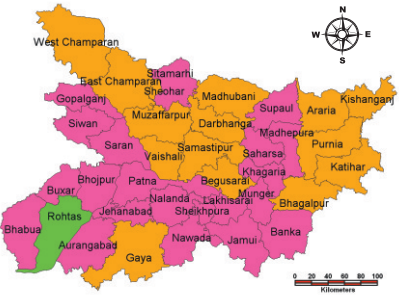 N
W E
S
West Champaran
East Champaran
Sitamarhi
Sheohar
Gopalganj
Siwan
Saran
Muzaffarpur
Vaishali
Madhubani
Darbhanga
Samastipur
Begusarai
Supaul
Madhepura
Saharsa
Khagaria
Munger
Araria
Kishanganj
Purnia
Katihar
Bhagalpur
Buxar
Bhojpur
Patna
Nalanda
Lakhisarai
Sheikhpura
Jehanabad
Rohtas
Bhabua
Aurangabad
Gaya
Nawada
Jamui
Banka
0 20 40 60 80 100
Kilometers